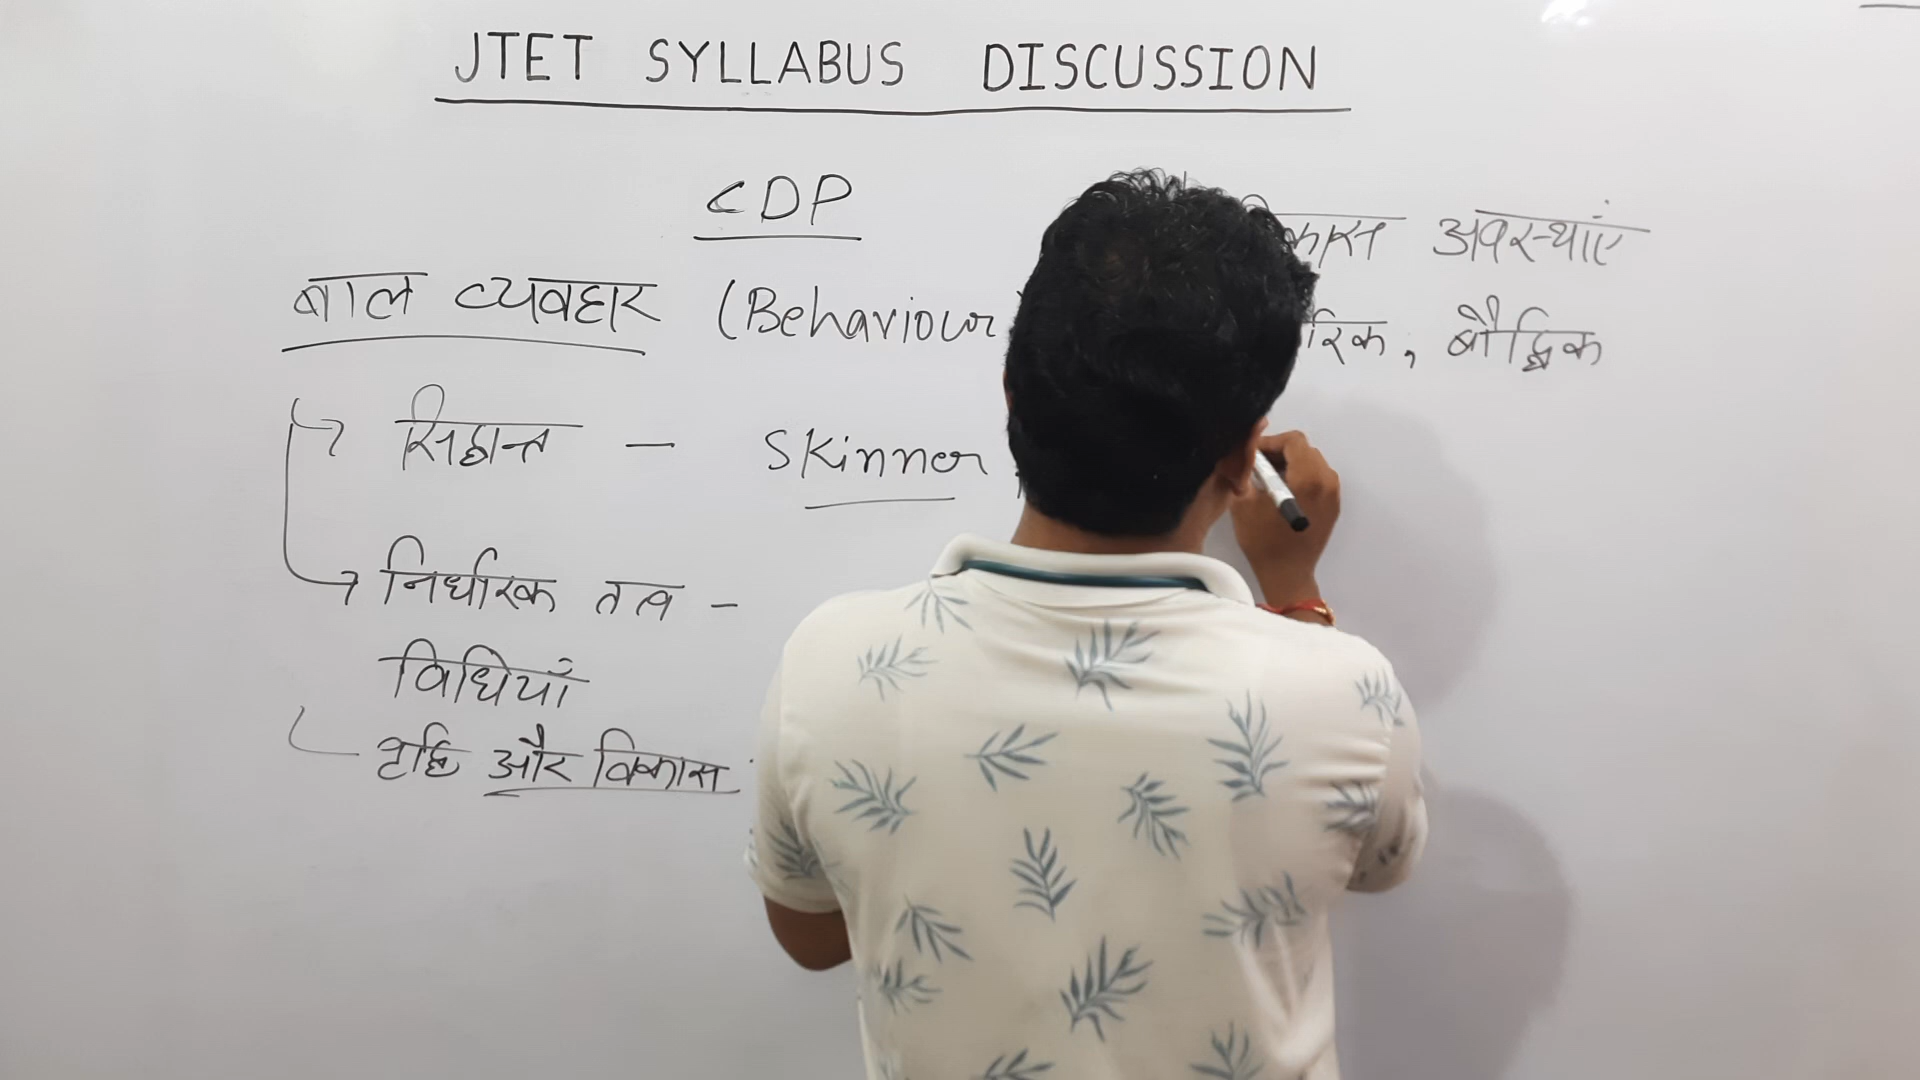 JTET SYLLABUS DISCUSSION
CDP
बाल व्यवहार (Behaviour
सिद्धान्त - Skinner
निर्धारक तत्व -
विधियाँ
वृद्धि और विकास
अवस्थाएं
बौद्धिक